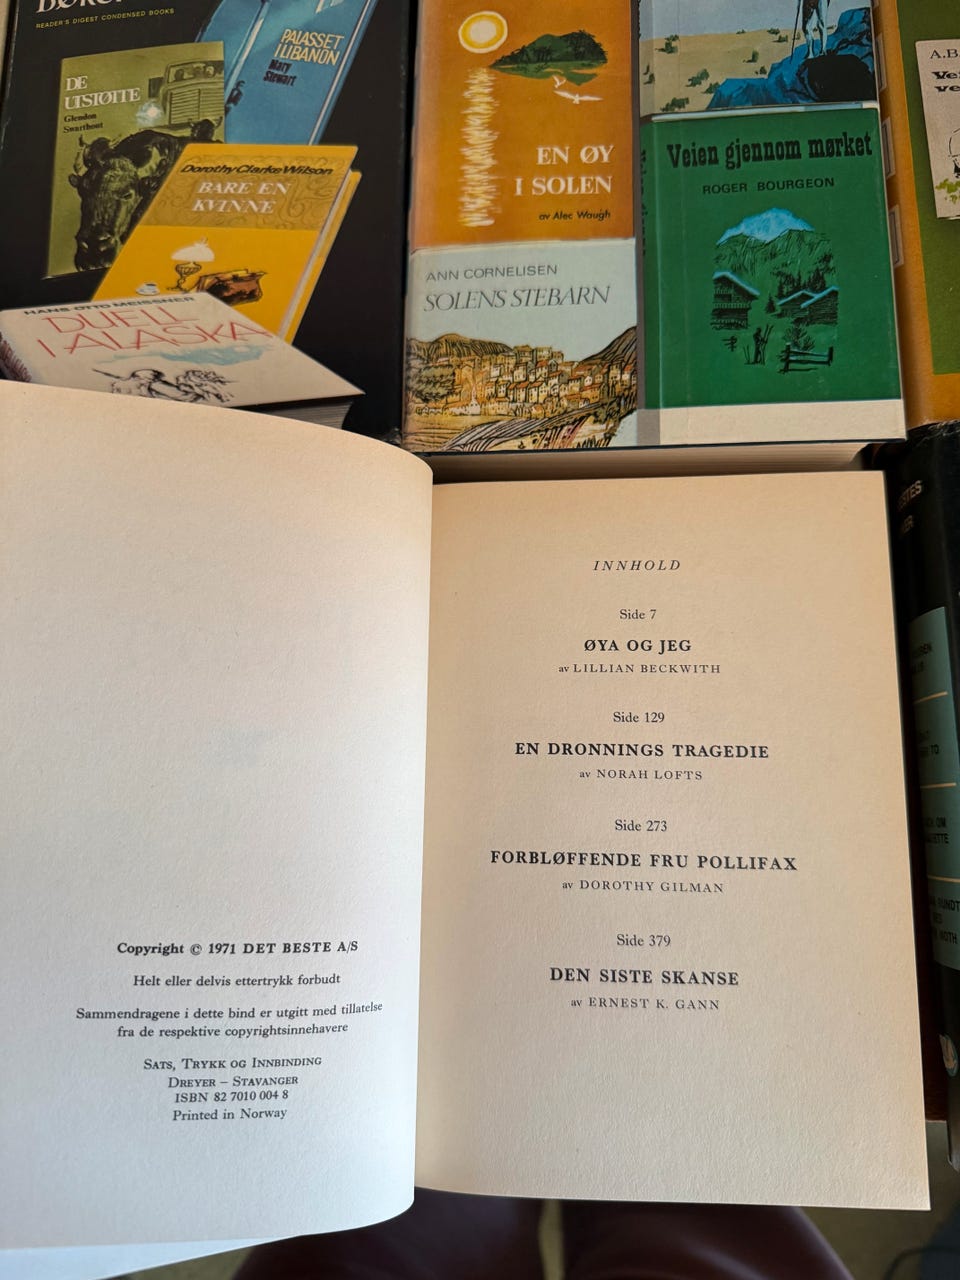 READER'S DIGEST CONDENSED BOOKS
DE
UTSTØTTE
Glendon
Swarthout
PALASSET
I LIBANON
Mary
Stewart
Dorothy Clarke Wilson
BARE EN
KVINNE
HANS OTTO MEISSNER
DUELL
I ALASKA
EN ØY
I SOLEN
av Alec Waugh
ANN CORNELISEN
SOLENS STEBARN
Veien gjennom mørket
ROGER BOURGEON
A.B.
Copyright © 1971 DET BESTE A/S
Helt eller delvis ettertrykk forbudt
Sammendragene i dette bind er utgitt med tillatelse
fra de respektive copyrightsinnehavere
SATS, TRYKK OG INNBINDING
DREYER – STAVANGER
ISBN 82 7010 004 8
Printed in Norway
INNHOLD
Side 7
ØYA OG JEG
av LILLIAN BECKWITH
Side 129
EN DRONNINGS TRAGEDIE
av NORAH LOFTS
Side 273
FORBLØFFENDE FRU POLLIFAX
av DOROTHY GILMAN
Side 379
DEN SISTE SKANSE
av ERNEST K. GANN